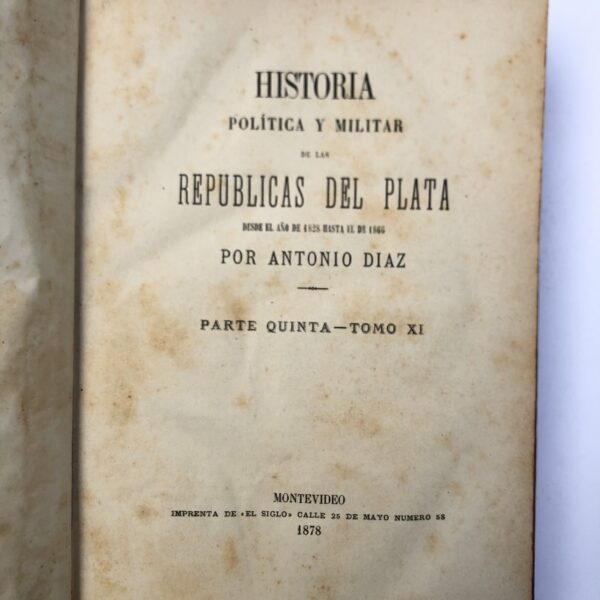 HISTORIA
POLÍTICA Y MILITAR
DE LAS
REPUBLICAS DEL PLATA
DESDE EL AÑO DE 1828 HASTA EL DE 1866
POR ANTONIO DIAZ
PARTE QUINTA—TOMO XI
MONTEVIDEO
IMPRENTA DE «EL SIGLO» CALLE 25 DE MAYO NUMERO 58
1878